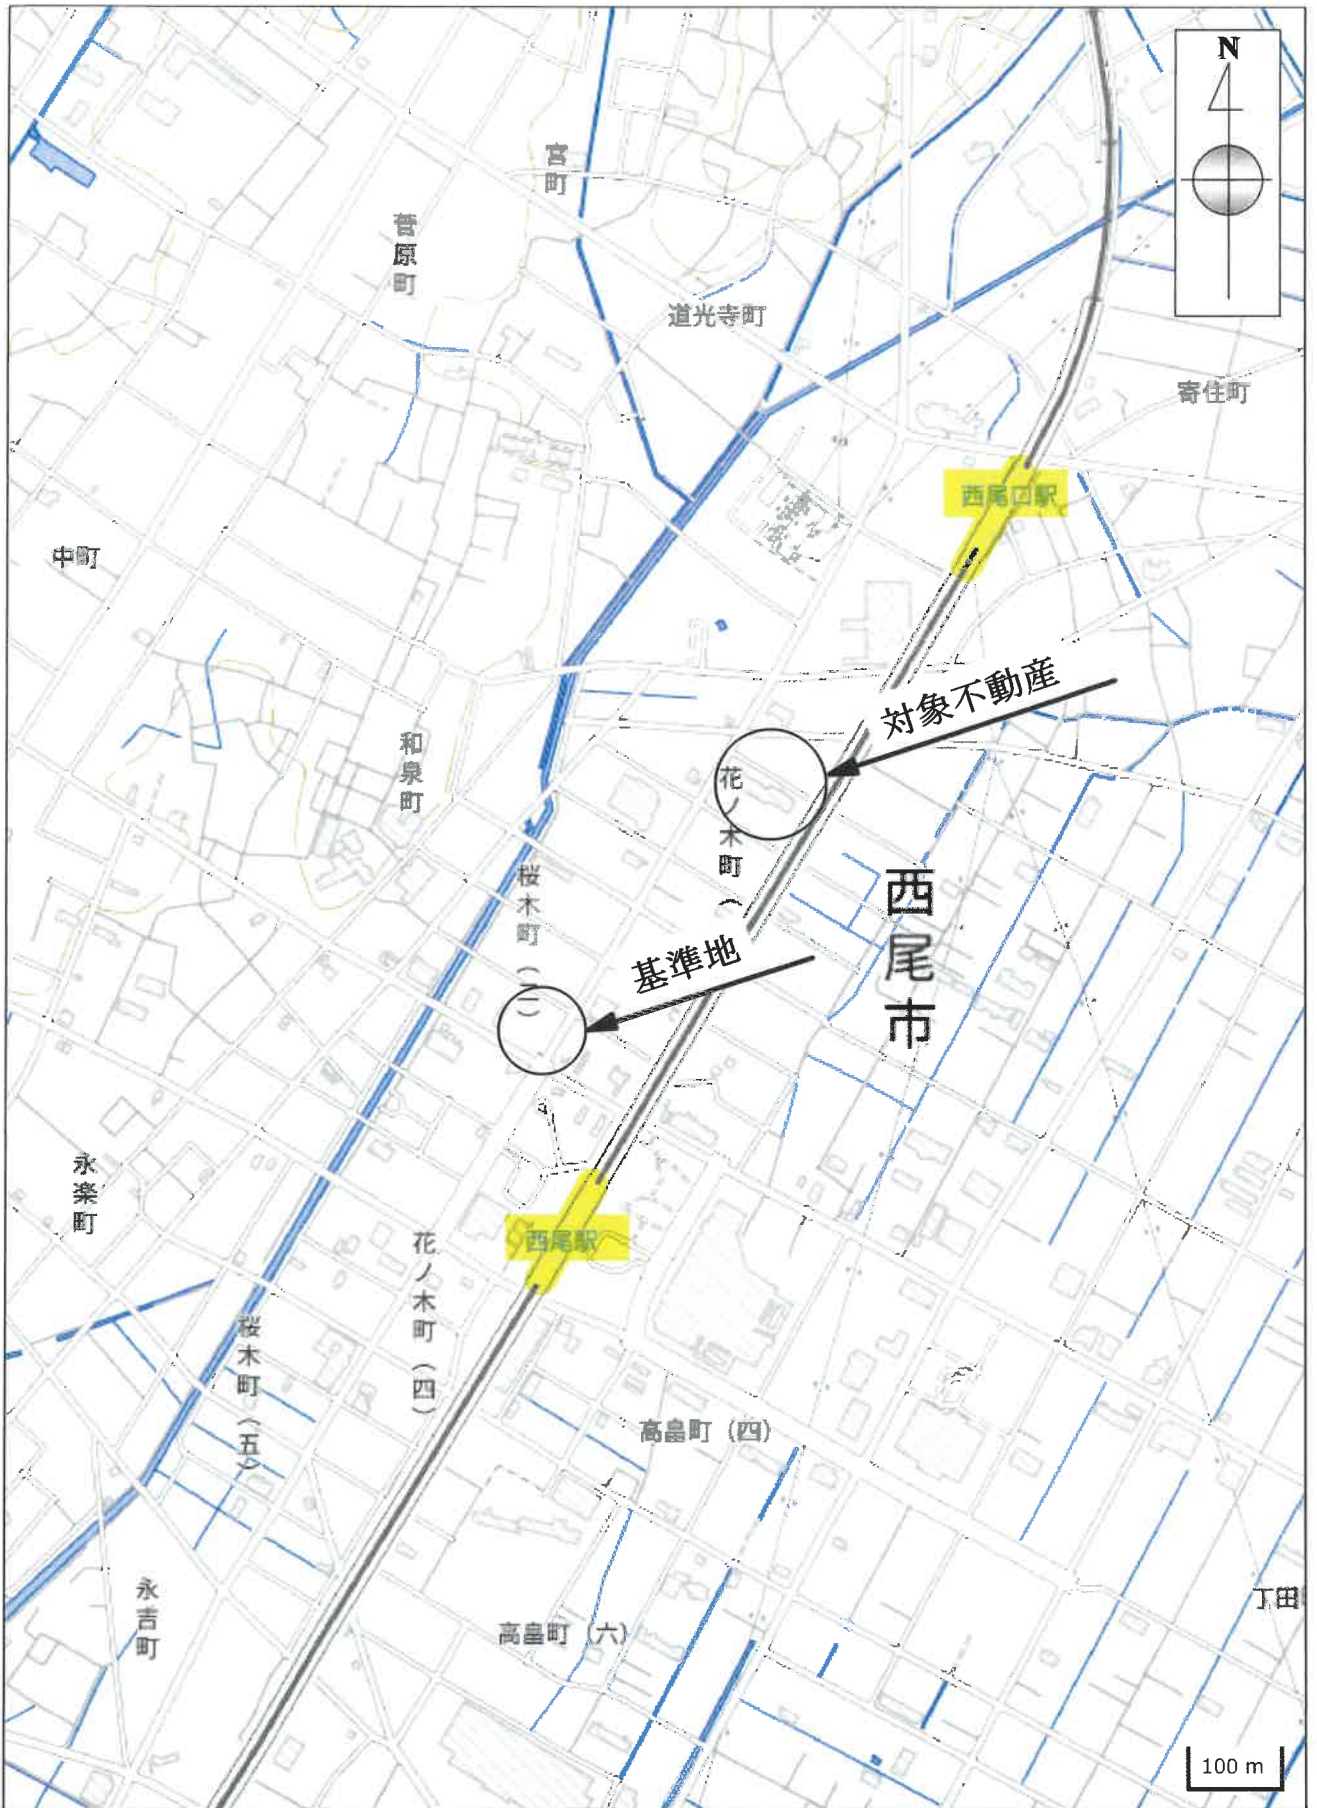 N
宮町
菅原町
道光寺町
寄住町
西尾口駅
中町
対象不動産
和泉町
花ノ木町（
桜木町（二）
西尾市
基準地
永楽町
西尾駅
花ノ木町（四）
桜木町（五）
高畠町（四）
永吉町
高畠町（六）
丁田
100 m